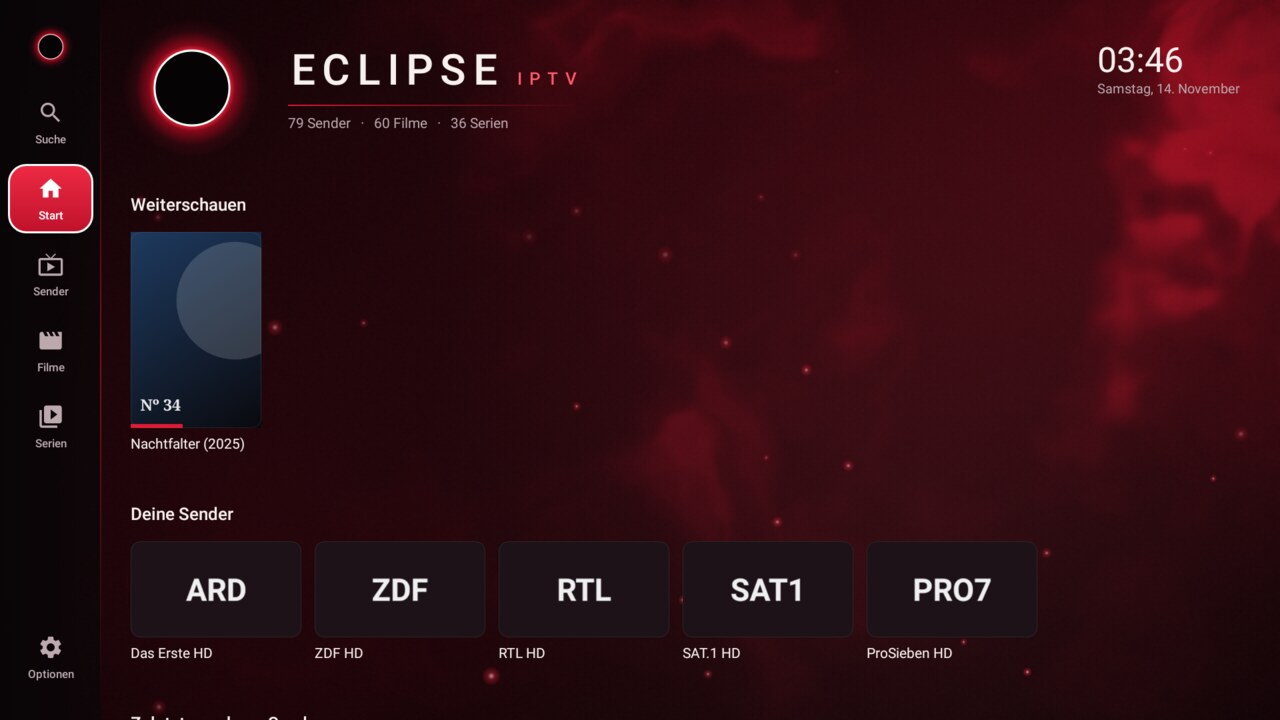 ECLIPSE IPTV
79 Sender · 60 Filme · 36 Serien
03:46
Samstag, 14. November
Suche
Start
Sender
Filme
Serien
Optionen
Weiterschauen
Nº 34
Nachtfalter (2025)
Deine Sender
ARD
ZDF
RTL
SAT1
PRO7
Das Erste HD
ZDF HD
RTL HD
SAT.1 HD
ProSieben HD